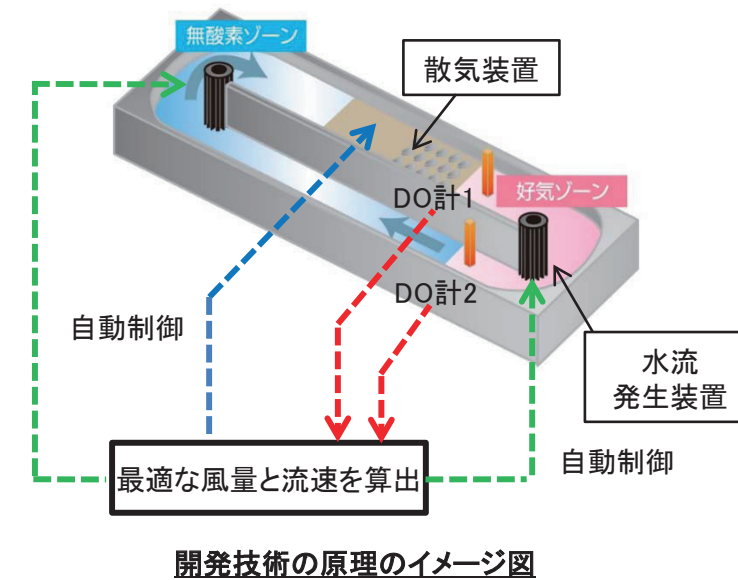 無酸素ゾーン
散気装置
DO計1
好気ゾーン
DO計2
自動制御
水流
発生装置
最適な風量と流速を算出
自動制御
開発技術の原理のイメージ図